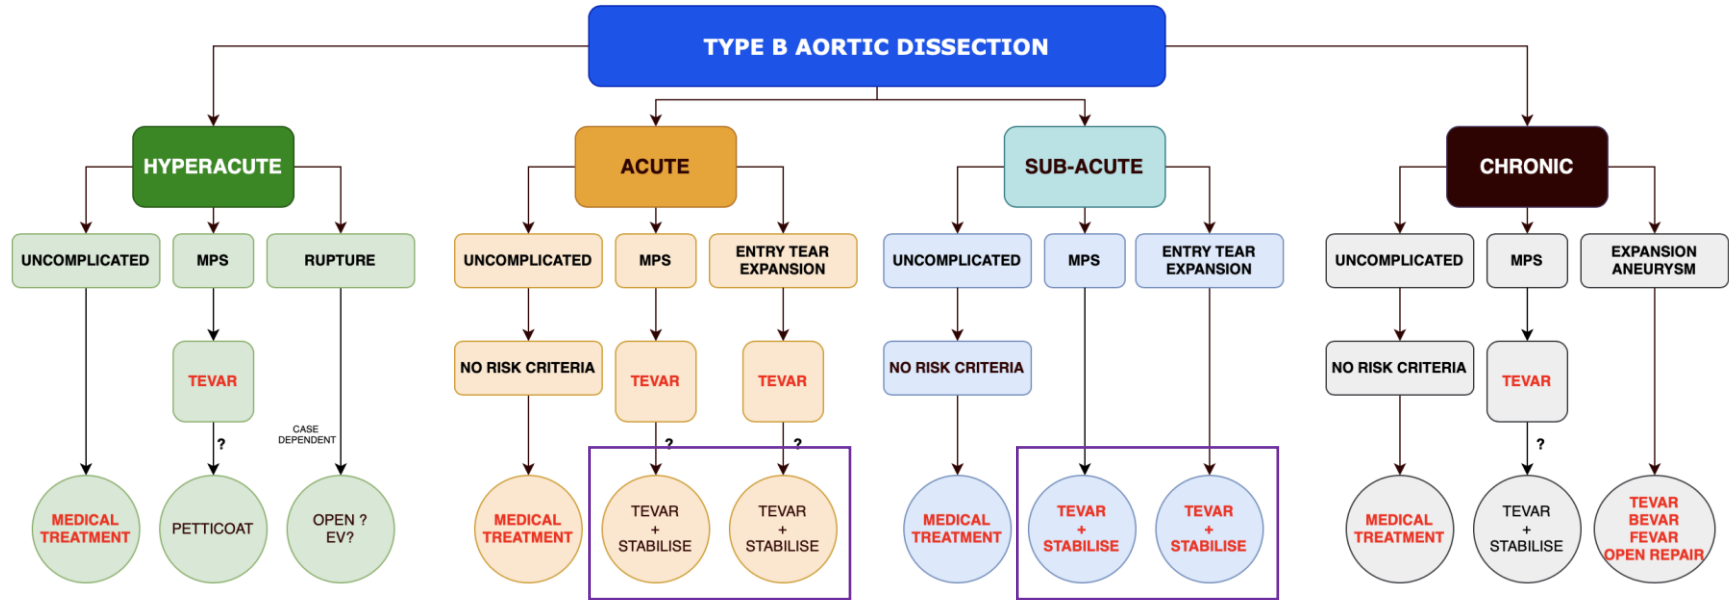 TYPE B AORTIC DISSECTION
HYPERACUTE
ACUTE
SUB-ACUTE
CHRONIC
UNCOMPLICATED
MPS
RUPTURE
UNCOMPLICATED
MPS
ENTRY TEAR
EXPANSION
UNCOMPLICATED
MPS
ENTRY TEAR
EXPANSION
UNCOMPLICATED
MPS
EXPANSION
ANEURYSM
TEVAR
NO RISK CRITERIA
TEVAR
TEVAR
NO RISK CRITERIA
NO RISK CRITERIA
TEVAR
?
CASE
DEPENDENT
?
?
?
MEDICAL
TREATMENT
PETTICOAT
OPEN ?
EV?
MEDICAL
TREATMENT
TEVAR
+
STABILISE
TEVAR
+
STABILISE
MEDICAL
TREATMENT
TEVAR
+
STABILISE
TEVAR
+
STABILISE
MEDICAL
TREATMENT
TEVAR
+
STABILISE
TEVAR
BEVAR
FEVAR
OPEN REPAIR